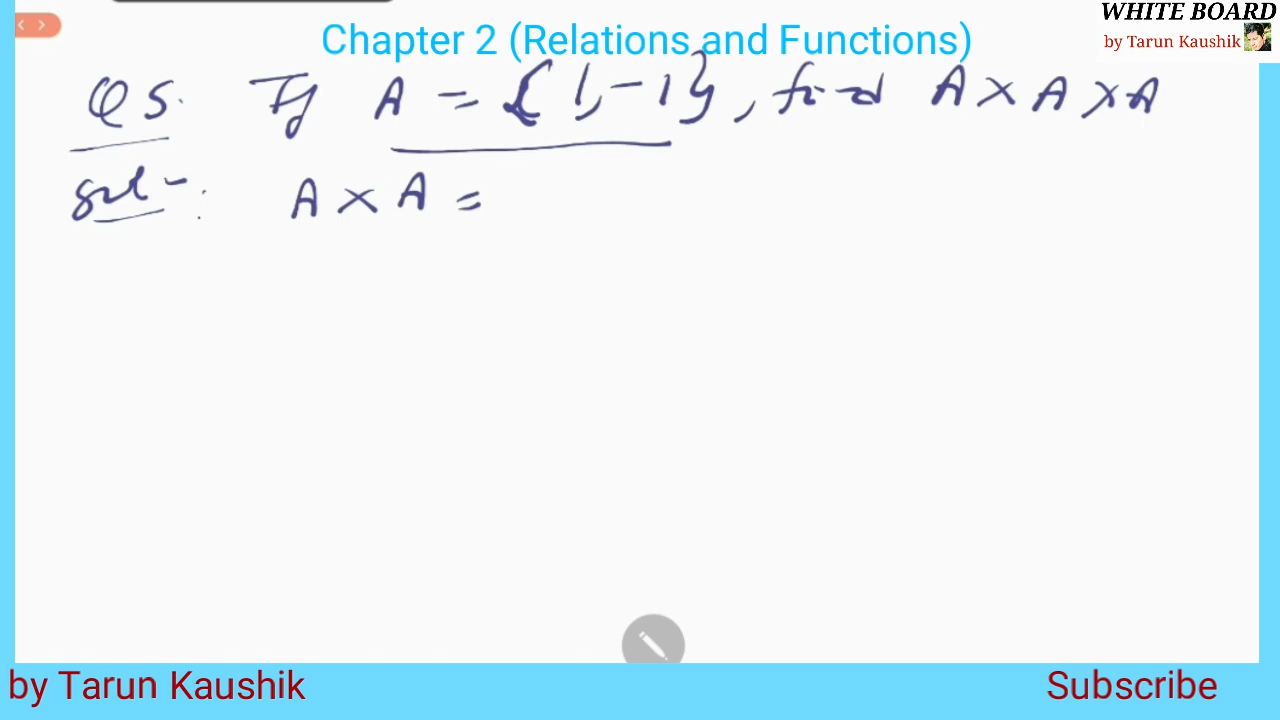 WHITE BOARD
by Tarun Kaushik
Chapter 2 (Relations and Functions)
Q5. If A = {1, -1}, find A × A × A
Sol-: A × A =
by Tarun Kaushik
Subscribe